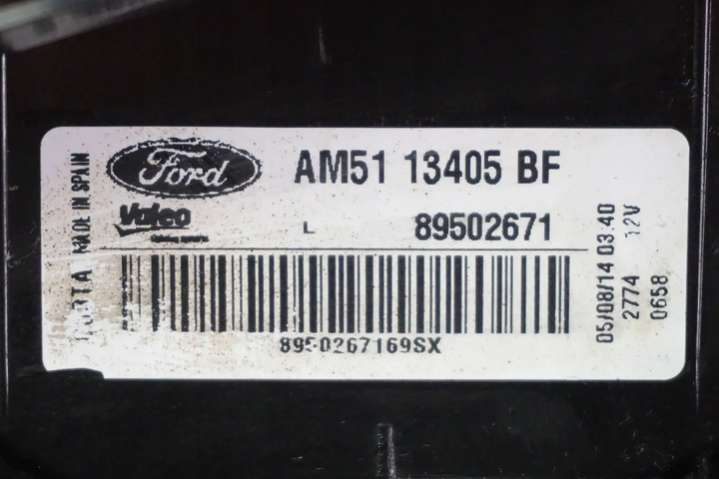 MADE IN SPAIN
Ford
AM51 13405 BF
Valeo
L
89502671
8950267169SX
05/08/14 03:40
2774 12V
0658